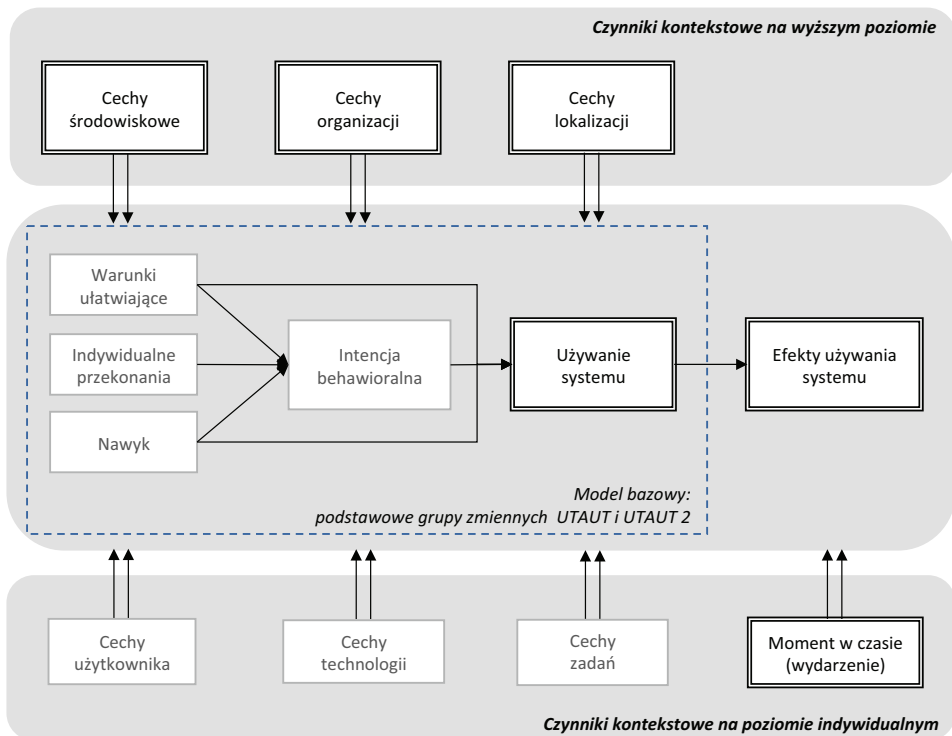 Czynniki kontekstowe na wyższym poziomie
Cechy
środowiskowe
Cechy
organizacji
Cechy
lokalizacji
Warunki
ułatwiające
Indywidualne
przekonania
Nawyk
Intencja
behawioralna
Używanie
systemu
Efekty używania
systemu
Model bazowy:
podstawowe grupy zmiennych UTAUT i UTAUT 2
Cechy
użytkownika
Cechy
technologii
Cechy
zadań
Moment w czasie
(wydarzenie)
Czynniki kontekstowe na poziomie indywidualnym